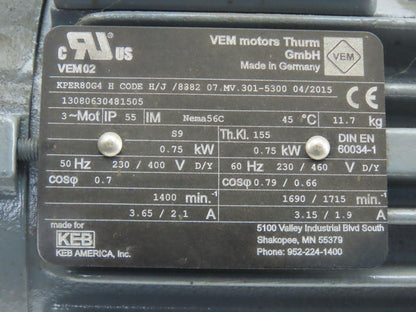 c RU US
VEM 02
VEM motors Thurm
GmbH
Made in Germany
VEM
KPER80G4 H CODE H/J /8382 07.MV.301-5300 04/2015
13080630481505
CE
3~Mot IP 55 IM Nema56C 45 °C 11.7 kg
S9 Th.Kl. 155
0.75 kW 0.75 kW DIN EN
60034-1
50 Hz 230 / 400 V D/Y 60 Hz 230 / 460 V D/Y
cosφ 0.7 cosφ 0.79 / 0.66
1400 min.-1 1690 / 1715 min.-1
3.65 / 2.1 A 3.15 / 1.9 A
made for
KEB
KEB AMERICA, Inc.
5100 Valley Industrial Blvd South
Shakopee, MN 55379
Phone: 952-224-1400